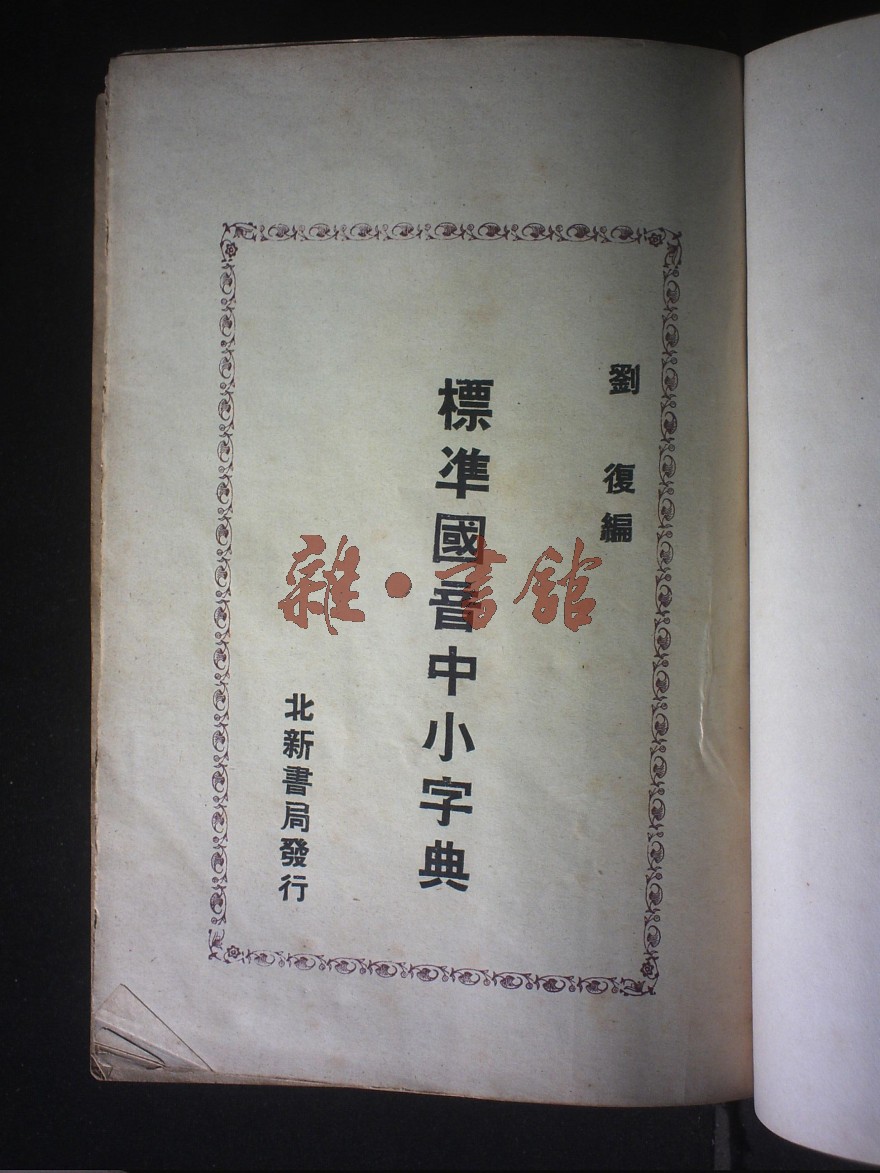 劉復編
標準國音中小字典
北新書局發行
雜·書館